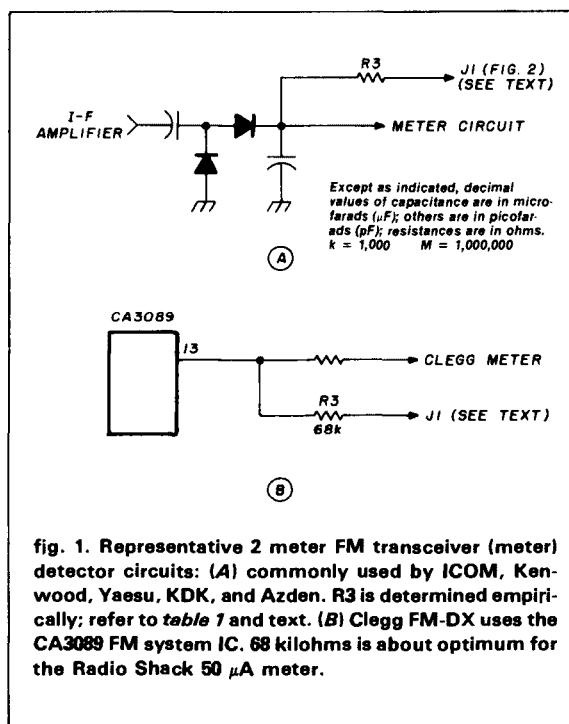 R3
J1 (FIG. 2)
(SEE TEXT)
I-F
AMPLIFIER
METER CIRCUIT
Except as indicated, decimal
values of capacitance are in micro-
farads (μF); others are in picofar-
ads (pF); resistances are in ohms.
k = 1,000 M = 1,000,000
A
CA3089
13
CLEGG METER
R3
68k
J1 (SEE TEXT)
B
fig. 1. Representative 2 meter FM transceiver (meter)
detector circuits: (A) commonly used by ICOM, Ken-
wood, Yaesu, KDK, and Azden. R3 is determined empiri-
cally; refer to table 1 and text. (B) Clegg FM-DX uses the
CA3089 FM system IC. 68 kilohms is about optimum for
the Radio Shack 50 μA meter.